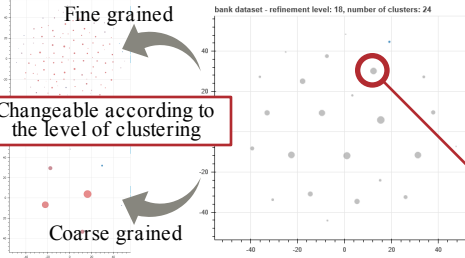 Fine grained
bank dataset - refinement level: 18, number of clusters: 24
Changeable according to
the level of clustering
Coarse grained
40
20
0
-20
-40
-40
-20
0
20
40